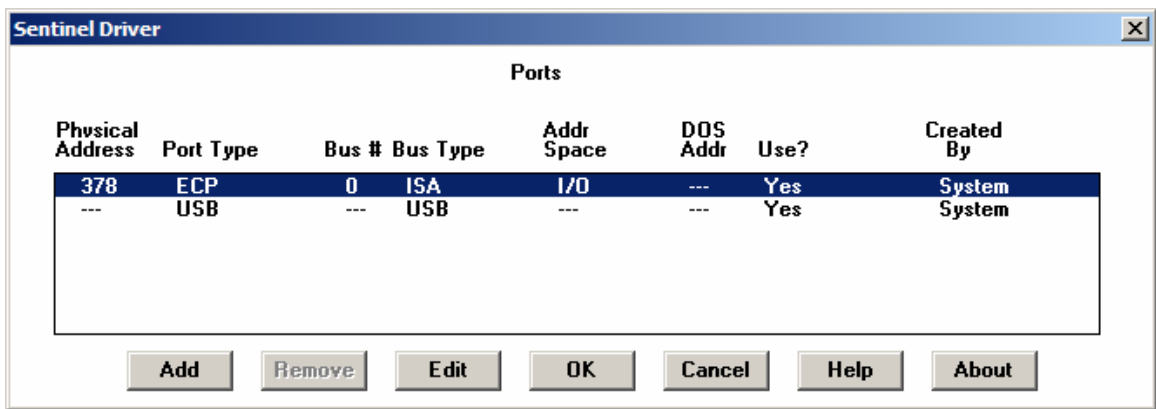 Sentinel Driver
Ports
Physical Address Port Type Bus # Bus Type Addr Space DOS Addr Use? Created By
378 ECP 0 ISA I/O --- Yes System
--- USB --- USB --- --- Yes System
Add Remove Edit OK Cancel Help About